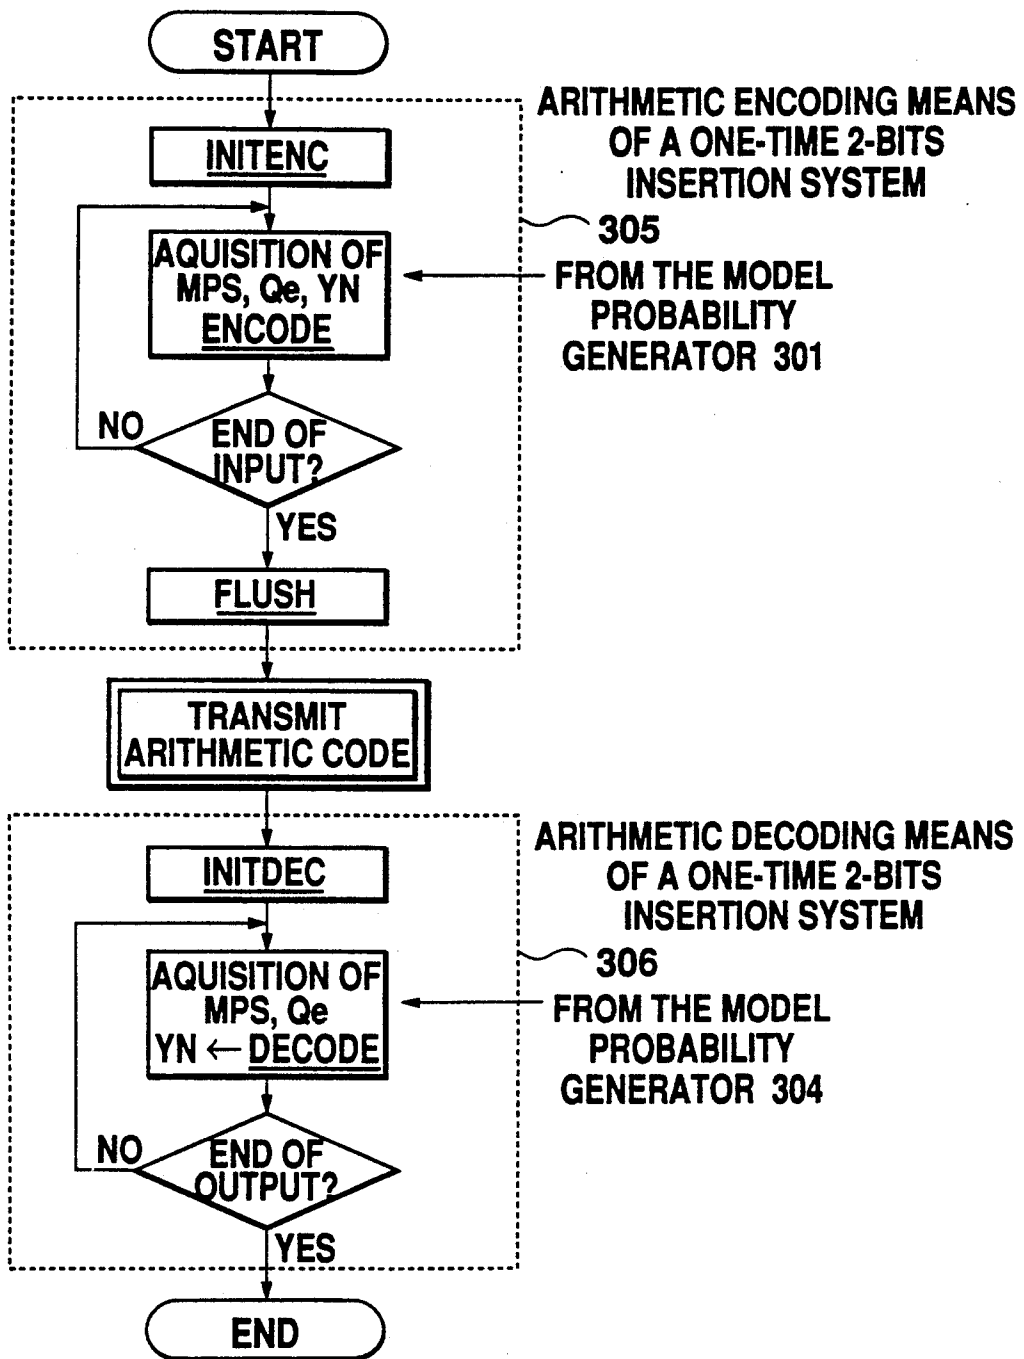 START
ARITHMETIC ENCODING MEANS
OF A ONE-TIME 2-BITS
INSERTION SYSTEM
INITENC
305
AQUISITION OF
MPS, Qe, YN
ENCODE
FROM THE MODEL
PROBABILITY
GENERATOR 301
NO
END OF
INPUT?
YES
FLUSH
TRANSMIT
ARITHMETIC CODE
ARITHMETIC DECODING MEANS
OF A ONE-TIME 2-BITS
INSERTION SYSTEM
INITDEC
306
AQUISITION OF
MPS, Qe
YN ← DECODE
FROM THE MODEL
PROBABILITY
GENERATOR 304
NO
END OF
OUTPUT?
YES
END